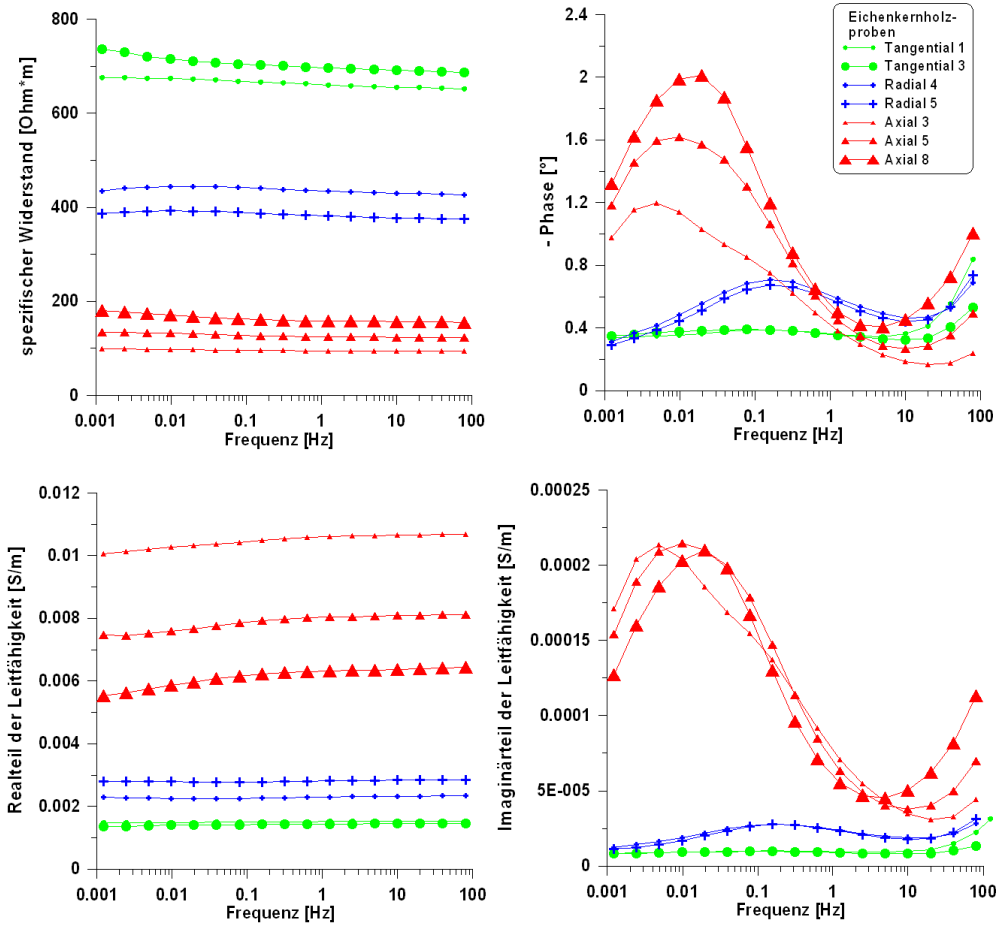 800
600
400
200
0
spezifischer Widerstand [Ohm*m]
0.001 0.01 0.1 1 10 100
Frequenz [Hz]
2.4
2
1.6
1.2
0.8
0.4
0
- Phase [°]
0.001 0.01 0.1 1 10 100
Frequenz [Hz]
Eichenkernholz-
proben
Tangential 1
Tangential 3
Radial 4
Radial 5
Axial 3
Axial 5
Axial 8
0.012
0.01
0.008
0.006
0.004
0.002
0
Realteil der Leitfähigkeit [S/m]
0.001 0.01 0.1 1 10 100
Frequenz [Hz]
0.00025
0.0002
0.00015
0.0001
5E-005
0
Imaginärteil der Leitfähigkeit [S/m]
0.001 0.01 0.1 1 10 100
Frequenz [Hz]